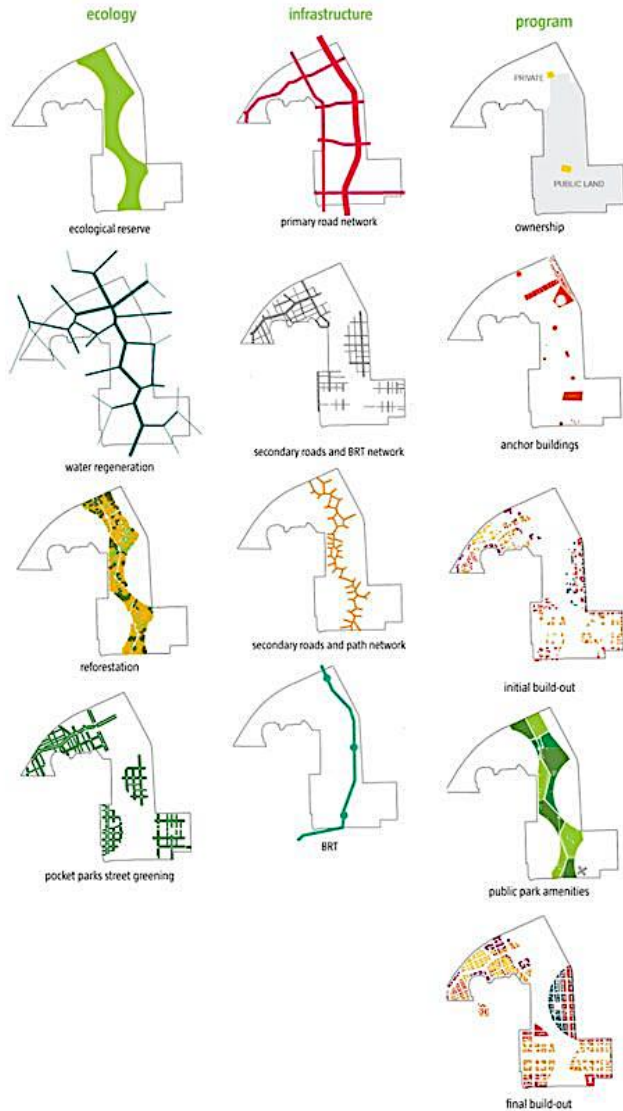 ecology
infrastructure
program
PRIVATE
PUBLIC LAND
ecological reserve
primary road network
ownership
water regeneration
secondary roads and BRT network
anchor buildings
reforestation
secondary roads and path network
initial build-out
pocket parks street greening
BRT
public park amenities
final build-out